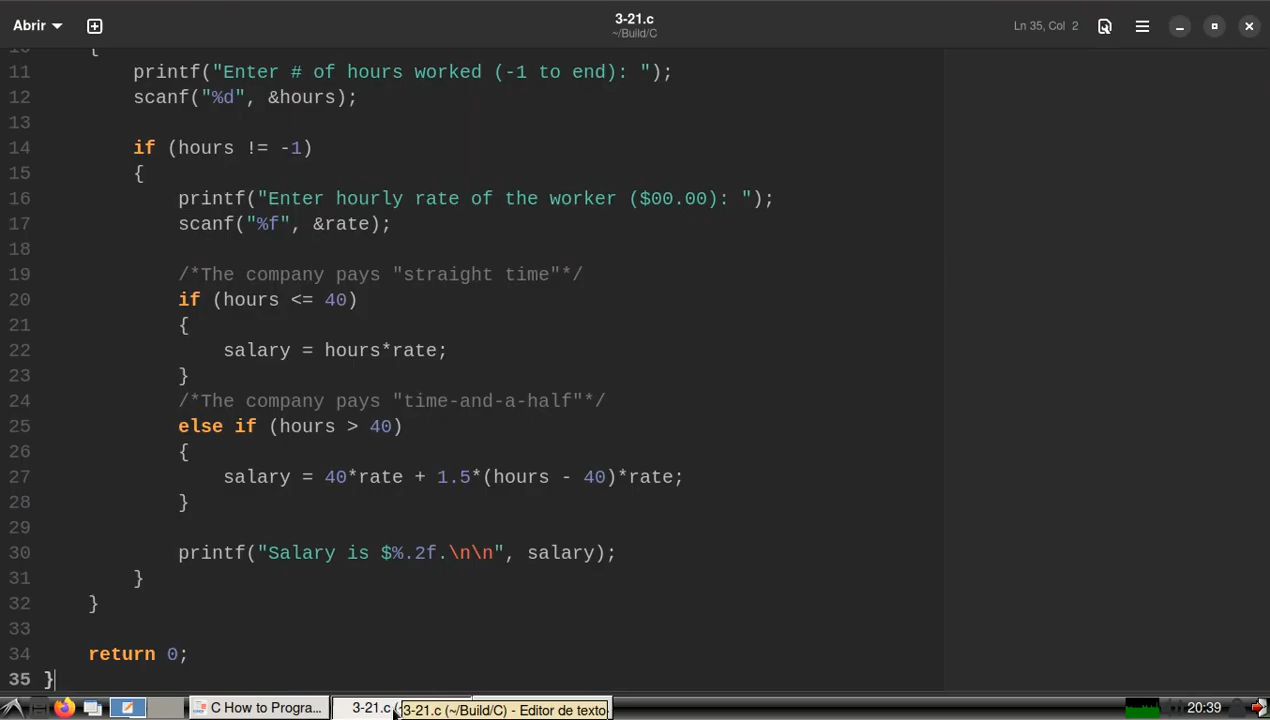 Abrir
3-21.c
~/Build/C
Ln 35, Col 2
10 {
11 printf("Enter # of hours worked (-1 to end): ");
12 scanf("%d", &hours);
13
14 if (hours != -1)
15 {
16 printf("Enter hourly rate of the worker ($00.00): ");
17 scanf("%f", &rate);
18
19 /*The company pays "straight time"*/
20 if (hours <= 40)
21 {
22 salary = hours*rate;
23 }
24 /*The company pays "time-and-a-half"*/
25 else if (hours > 40)
26 {
27 salary = 40*rate + 1.5*(hours - 40)*rate;
28 }
29
30 printf("Salary is $%.2f.\n\n", salary);
31 }
32 }
33
34 return 0;
35 }
C How to Progra...
3-21.c (
3-21.c (~/Build/C) - Editor de texto
20:39